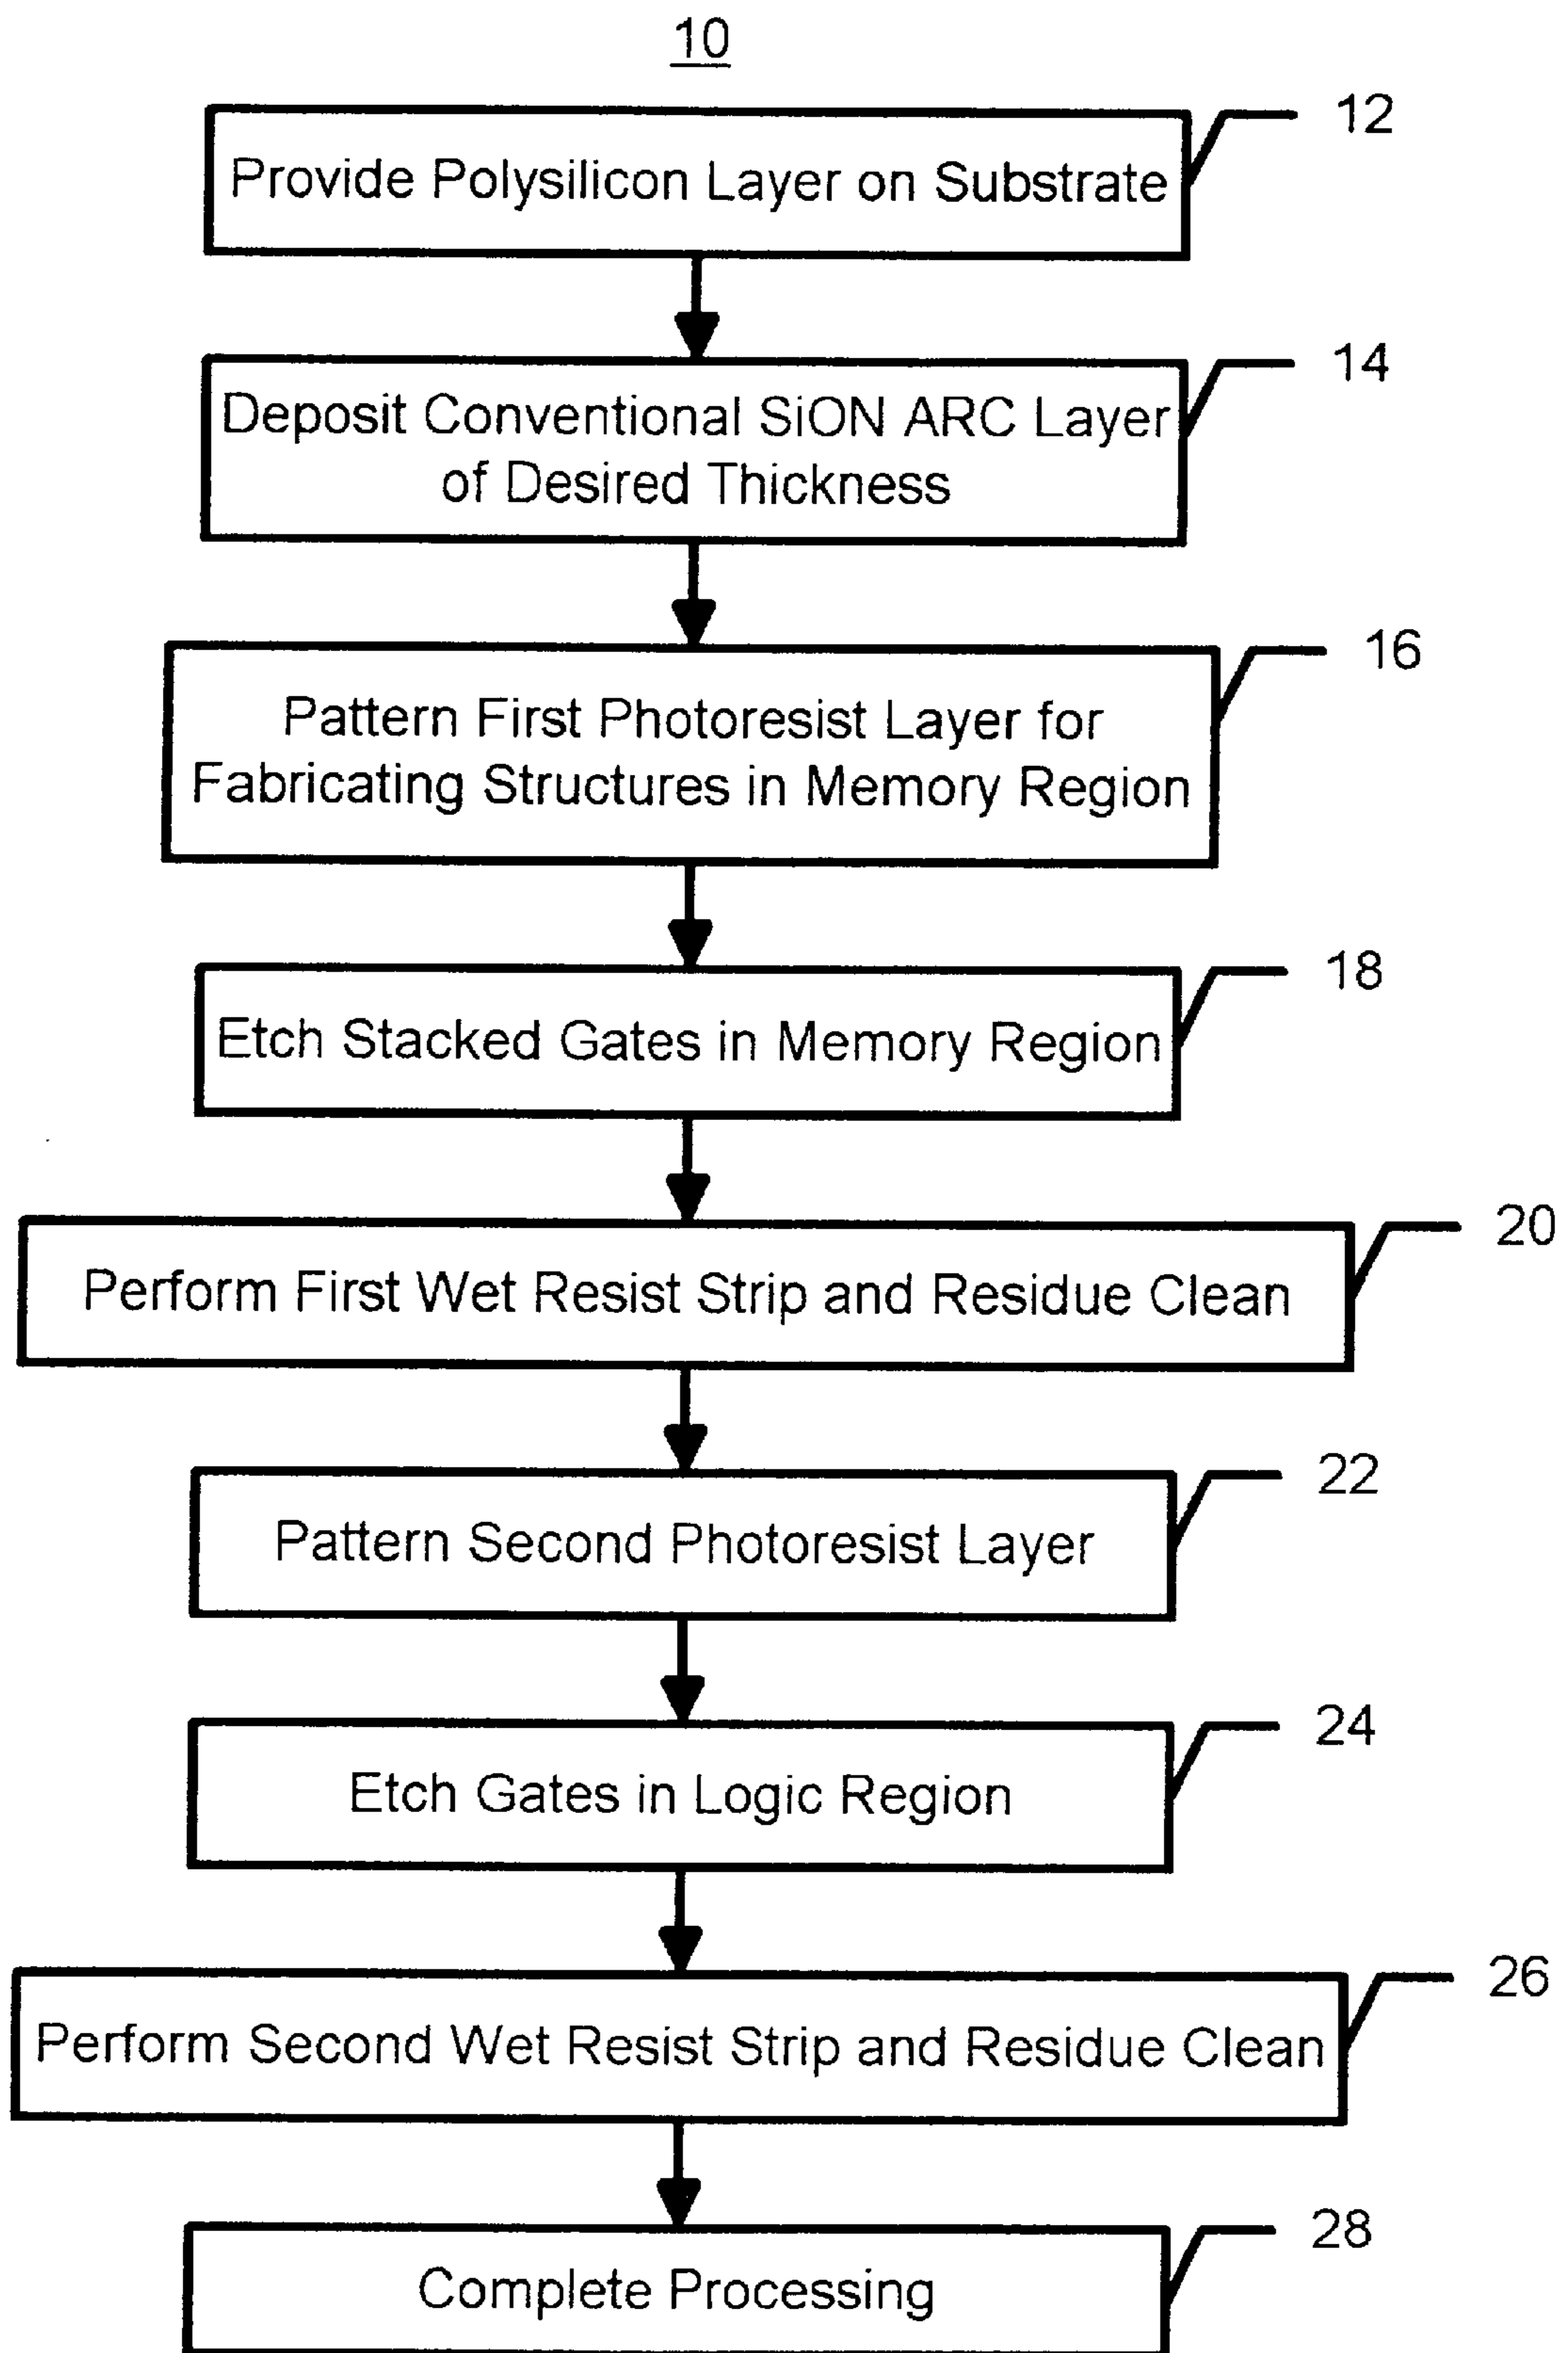 10
12
Provide Polysilicon Layer on Substrate
14
Deposit Conventional SiON ARC Layer
of Desired Thickness
16
Pattern First Photoresist Layer for
Fabricating Structures in Memory Region
18
Etch Stacked Gates in Memory Region
20
Perform First Wet Resist Strip and Residue Clean
22
Pattern Second Photoresist Layer
24
Etch Gates in Logic Region
26
Perform Second Wet Resist Strip and Residue Clean
28
Complete Processing